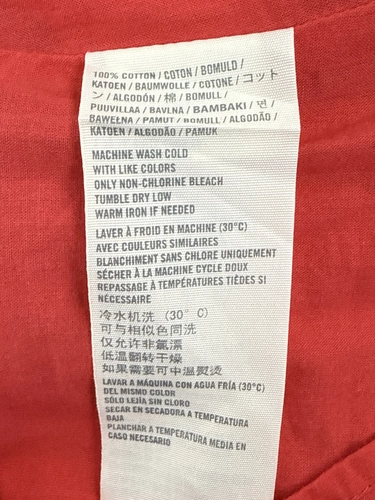 100% COTTON / COTON / BOMULD /
KATOEN / BAUMWOLLE / COTONE / コット
ン / ALGODÓN / 棉 / BOMULL /
PUUVILLAA / BAVLNA / BAMBAKI / 면 /
BAWEŁNA / PAMUT / BOMULL / ALGODÃO /
KATOEN / ALGODÃO / PAMUK
MACHINE WASH COLD
WITH LIKE COLORS
ONLY NON-CHLORINE BLEACH
TUMBLE DRY LOW
WARM IRON IF NEEDED
LAVER À FROID EN MACHINE (30°C)
AVEC COULEURS SIMILAIRES
BLANCHIMENT SANS CHLORE UNIQUEMENT
SÉCHER À LA MACHINE CYCLE DOUX
REPASSAGE À TEMPÉRATURES TIÈDES SI
NÉCESSAIRE
冷水机洗 (30°C)
可与相似色同洗
仅允许非氯漂
低温翻转干燥
如果需要可中温熨烫
LAVAR A MÁQUINA CON AGUA FRÍA (30°C)
DEL MISMO COLOR
SÓLO LEJÍA SIN CLORO
SECAR EN SECADORA A TEMPERATURA
BAJA
PLANCHAR A TEMPERATURA MEDIA EN
CASO NECESARIO